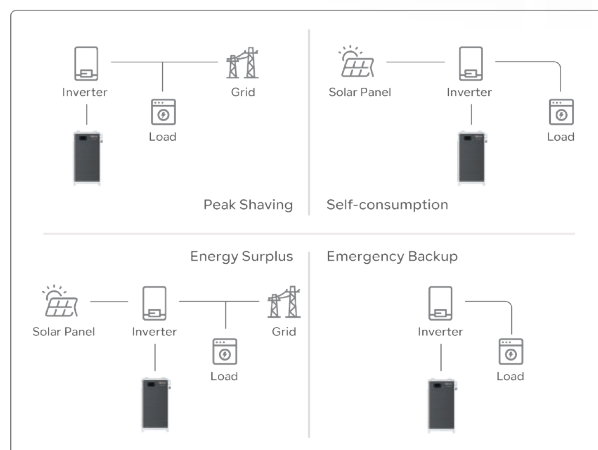 Inverter
Grid
Load
Peak Shaving
Solar Panel
Inverter
Load
Self-consumption
Energy Surplus
Solar Panel
Inverter
Grid
Load
Emergency Backup
Inverter
Load